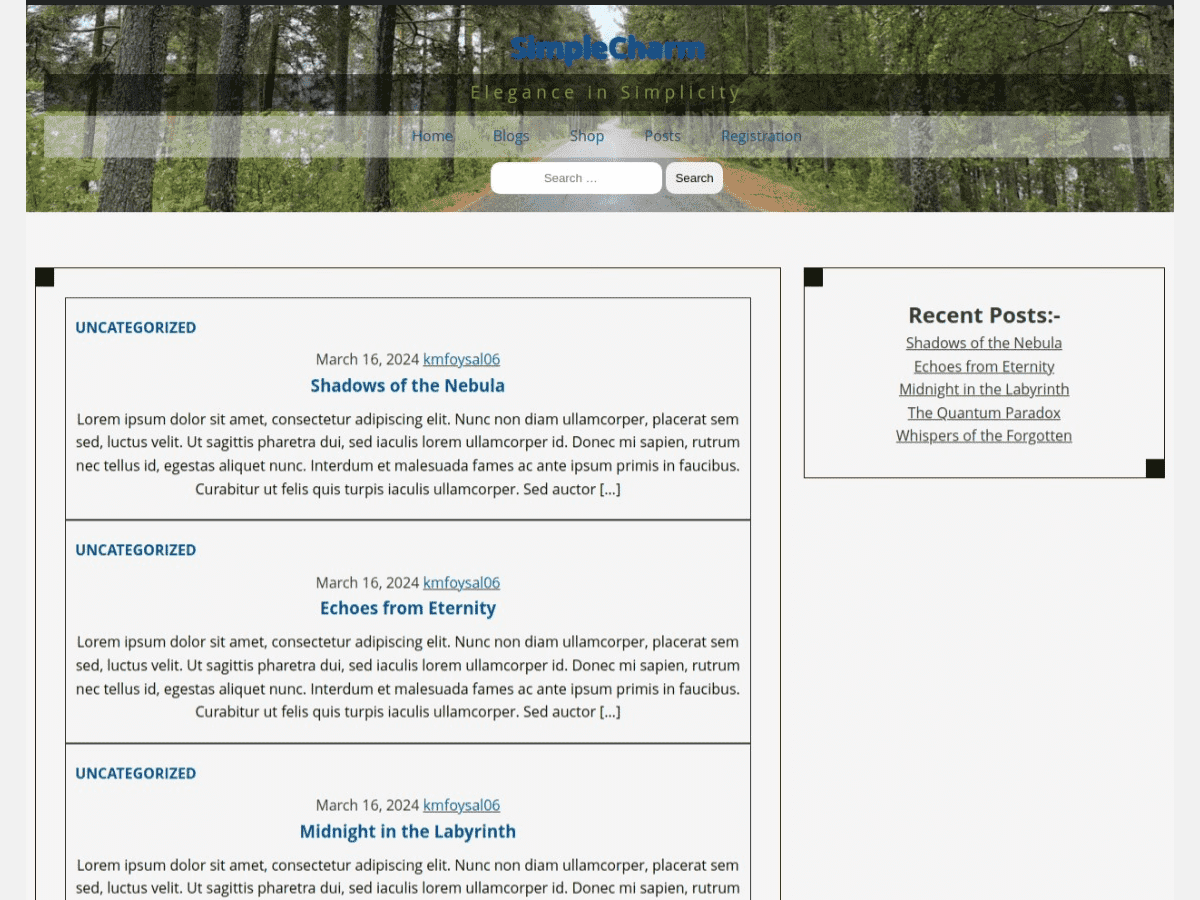 SimpleCharm
Elegance in Simplicity
Home Blogs Shop Posts Registration
Search …
Search
UNCATEGORIZED
March 16, 2024 kmfoysal06
Shadows of the Nebula
Lorem ipsum dolor sit amet, consectetur adipiscing elit. Nunc non diam ullamcorper, placerat sem
sed, luctus velit. Ut sagittis pharetra dui, sed iaculis lorem ullamcorper id. Donec mi sapien, rutrum
nec tellus id, egestas aliquet nunc. Interdum et malesuada fames ac ante ipsum primis in faucibus.
Curabitur ut felis quis turpis iaculis ullamcorper. Sed auctor […]
UNCATEGORIZED
March 16, 2024 kmfoysal06
Echoes from Eternity
Lorem ipsum dolor sit amet, consectetur adipiscing elit. Nunc non diam ullamcorper, placerat sem
sed, luctus velit. Ut sagittis pharetra dui, sed iaculis lorem ullamcorper id. Donec mi sapien, rutrum
nec tellus id, egestas aliquet nunc. Interdum et malesuada fames ac ante ipsum primis in faucibus.
Curabitur ut felis quis turpis iaculis ullamcorper. Sed auctor […]
UNCATEGORIZED
March 16, 2024 kmfoysal06
Midnight in the Labyrinth
Lorem ipsum dolor sit amet, consectetur adipiscing elit. Nunc non diam ullamcorper, placerat sem
sed, luctus velit. Ut sagittis pharetra dui, sed iaculis lorem ullamcorper id. Donec mi sapien, rutrum
Recent Posts:-
Shadows of the Nebula
Echoes from Eternity
Midnight in the Labyrinth
The Quantum Paradox
Whispers of the Forgotten